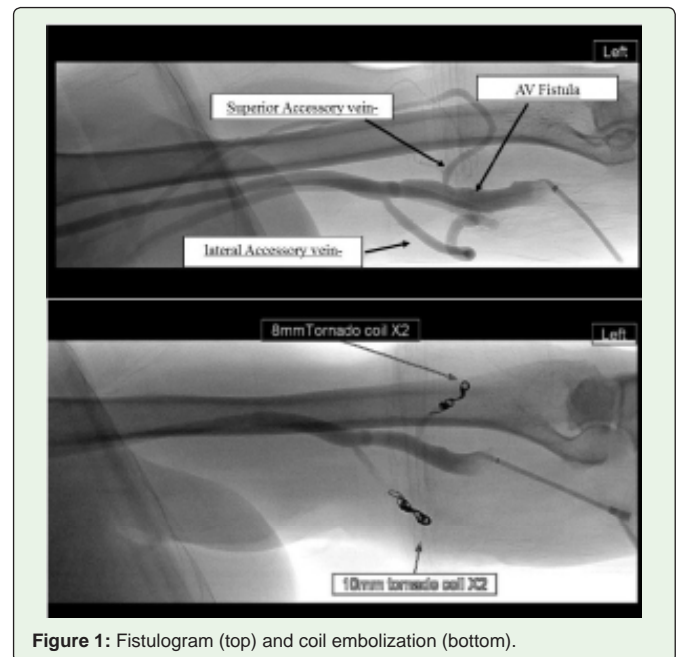 Left
AV Fistula
Superior Accessory vein-
lateral Accessory vein-
8mmTornado coil X2
Left
10mm tornado coil X2
Figure 1: Fistulogram (top) and coil embolization (bottom).